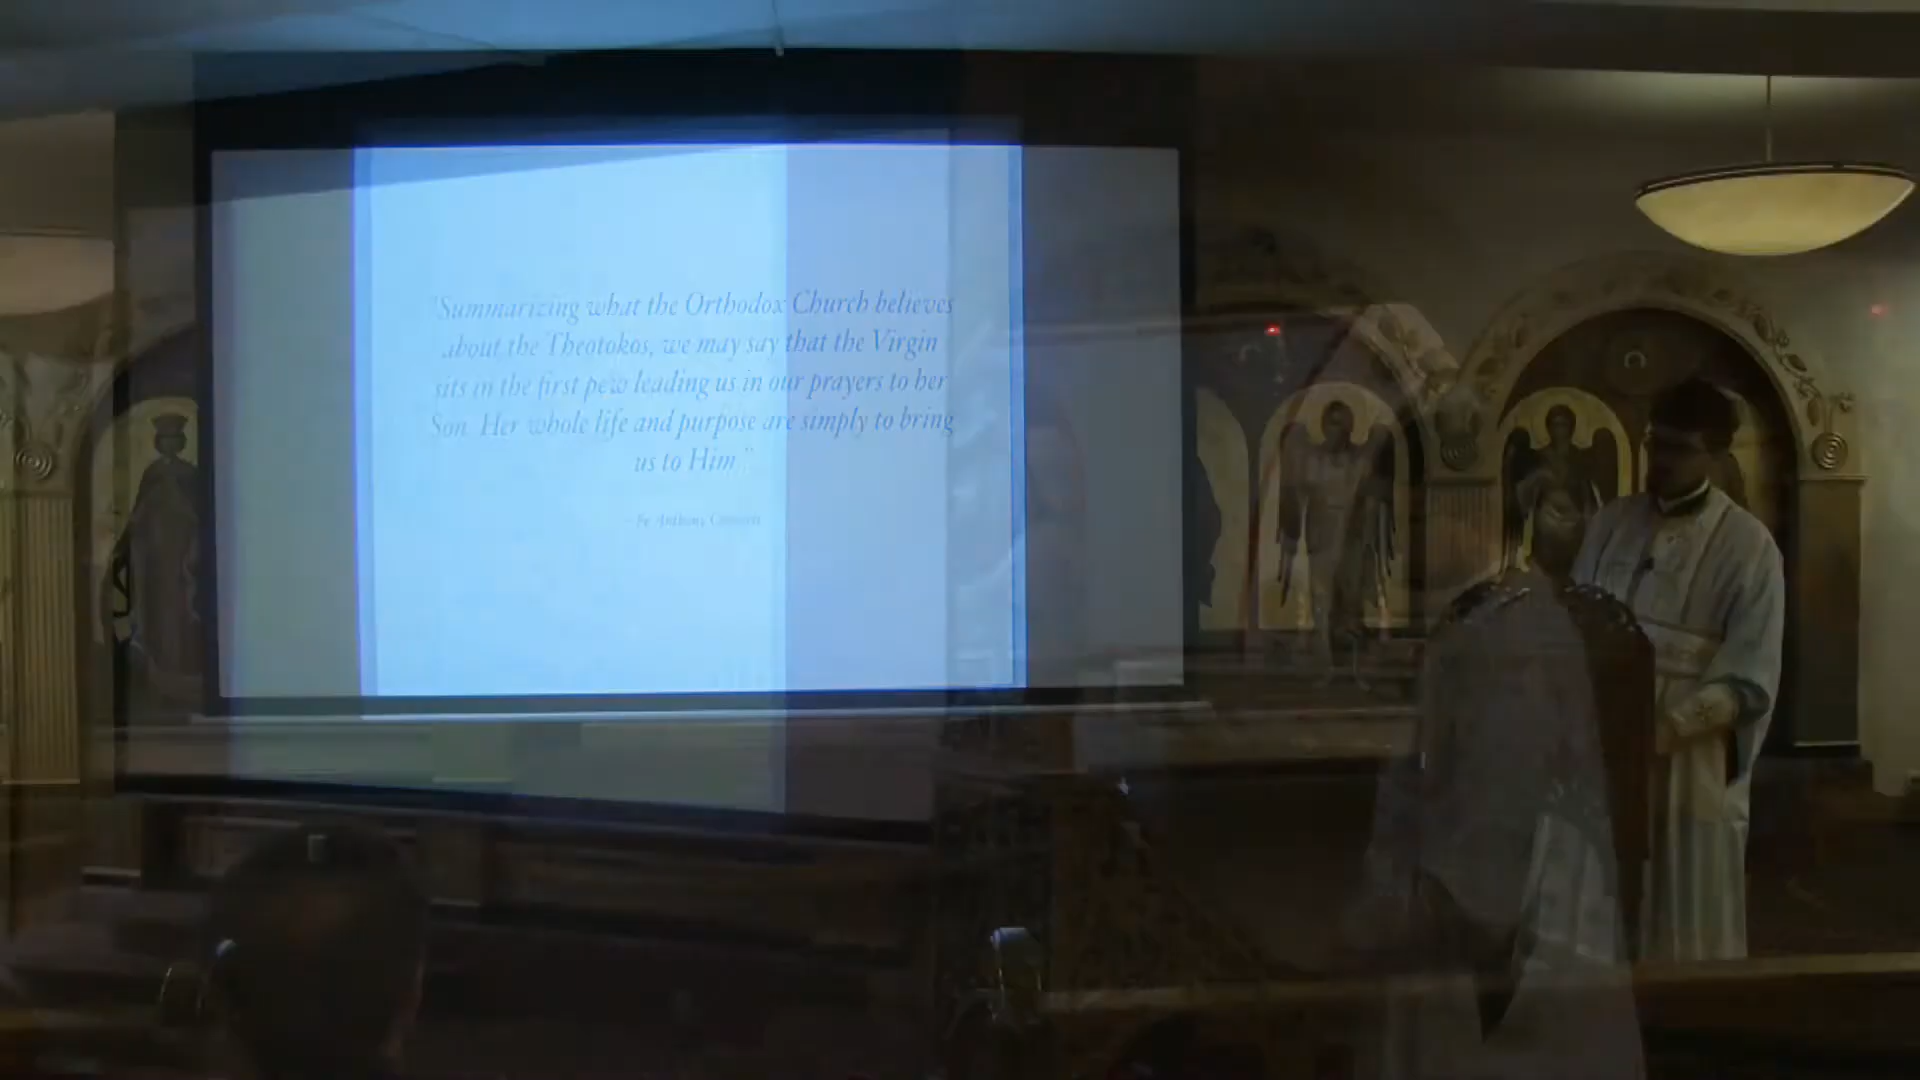 "Summarizing what the Orthodox Church believes
about the Theotokos, we may say that the Virgin
sits in the first pew leading us in our prayers to her
Son. Her whole life and purpose are simply to bring
us to Him."
- Fr. Anthony